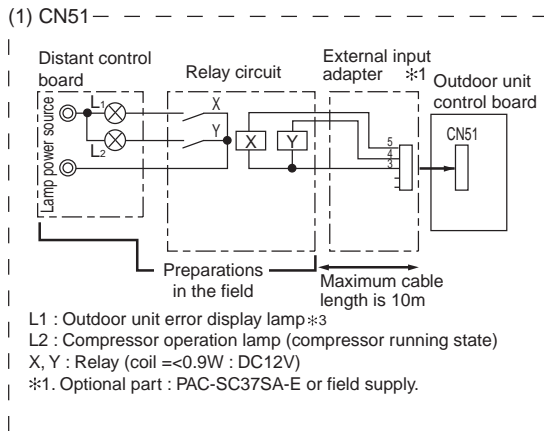 (1) CN51
Distant control
board
Relay circuit
External input
adapter ✻1
Outdoor unit
control board
Lamp power source
L1
L2
X
Y
X
Y
5
4
3
CN51
Preparations
in the field
Maximum cable
length is 10m
L1 : Outdoor unit error display lamp✻3
L2 : Compressor operation lamp (compressor running state)
X, Y : Relay (coil =<0.9W : DC12V)
✻1. Optional part : PAC-SC37SA-E or field supply.